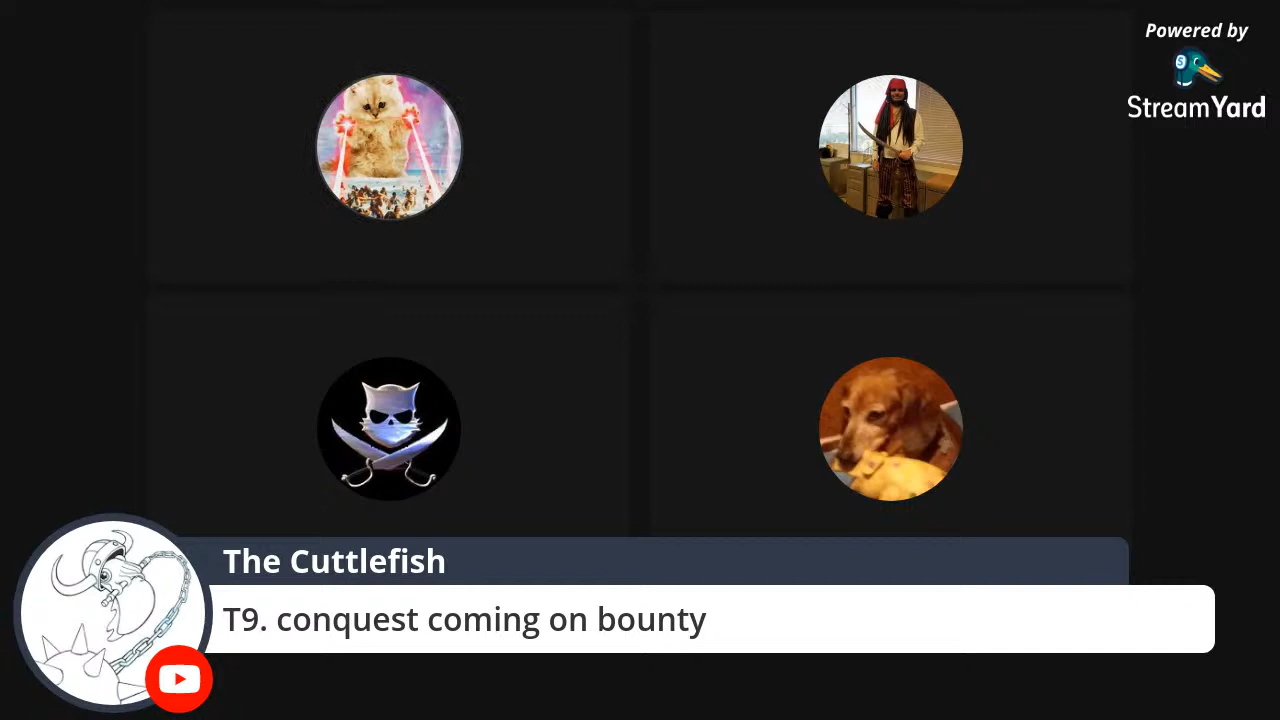 Powered by
StreamYard
The Cuttlefish
T9. conquest coming on bounty